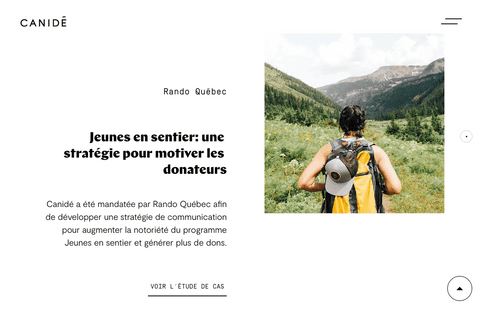 CANIDÉ
Rando Québec
Jeunes en sentier: une
stratégie pour motiver les
donateurs
Canidé a été mandatée par Rando Québec afin
de développer une stratégie de communication
pour augmenter la notoriété du programme
Jeunes en sentier et générer plus de dons.
VOIR L'ÉTUDE DE CAS